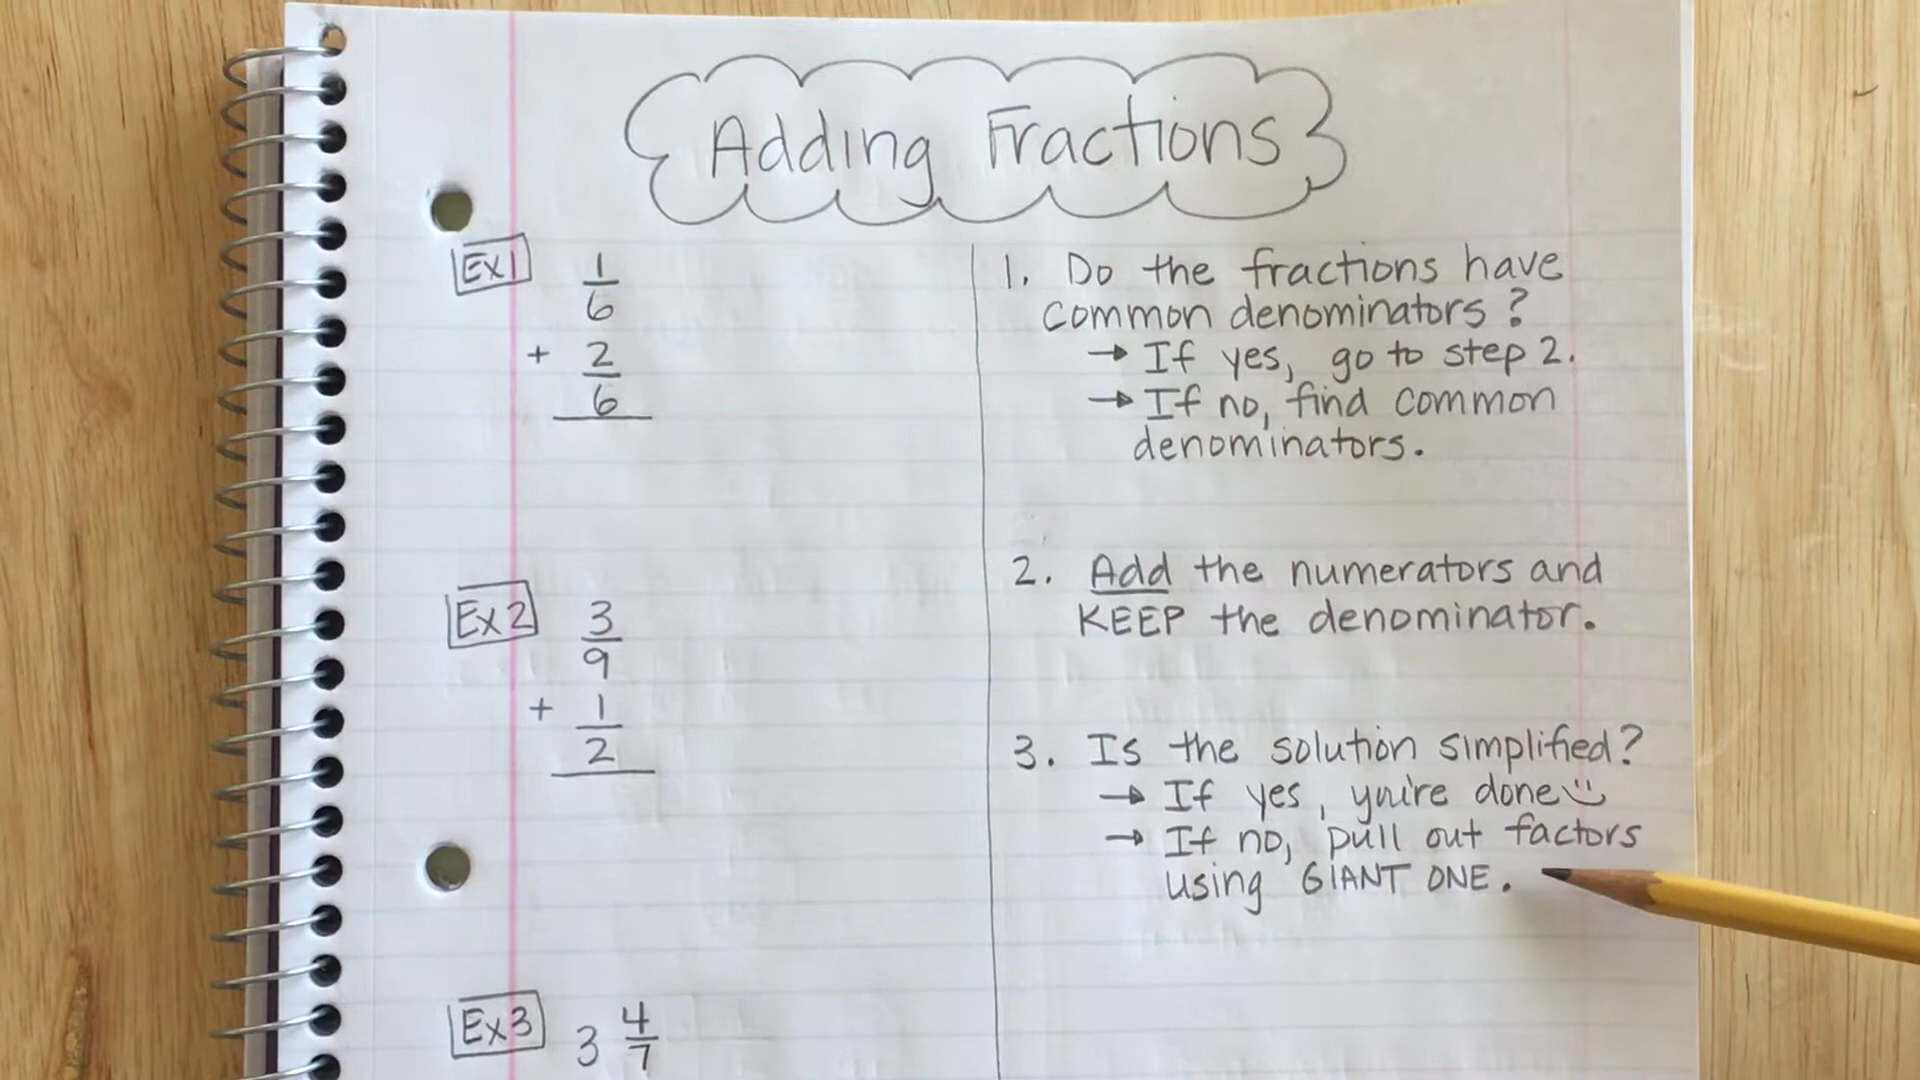 Adding Fractions
Ex1
1
6
+ 2
6
Ex2
3
9
+ 1
2
Ex3 3 4
7
1. Do the fractions have
common denominators?
→ If yes, go to step 2.
→ If no, find common
denominators.
2. Add the numerators and
KEEP the denominator.
3. Is the solution simplified?
→ If yes, you're done
→ If no, pull out factors
using GIANT ONE.